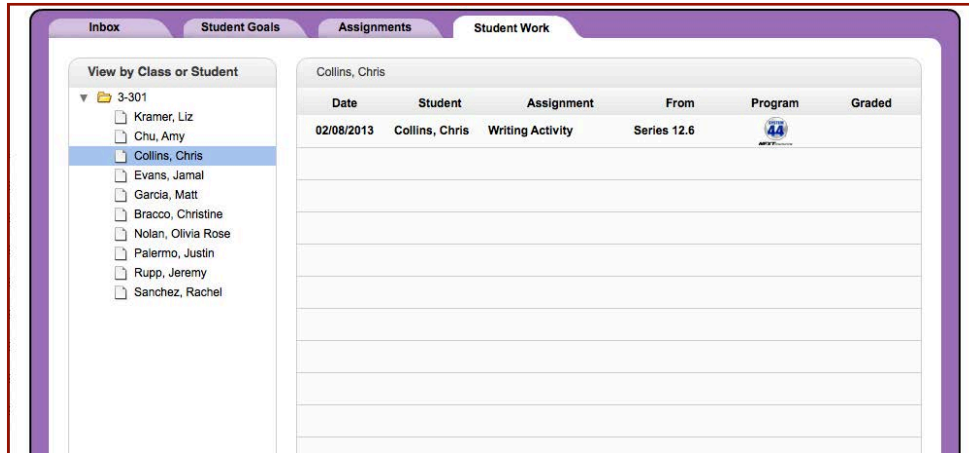 Inbox
Student Goals
Assignments
Student Work
View by Class or Student
3-301
Kramer, Liz
Chu, Amy
Collins, Chris
Evans, Jamal
Garcia, Matt
Bracco, Christine
Nolan, Olivia Rose
Palermo, Justin
Rupp, Jeremy
Sanchez, Rachel
Collins, Chris
Date Student Assignment From Program Graded
02/08/2013 Collins, Chris Writing Activity Series 12.6
44